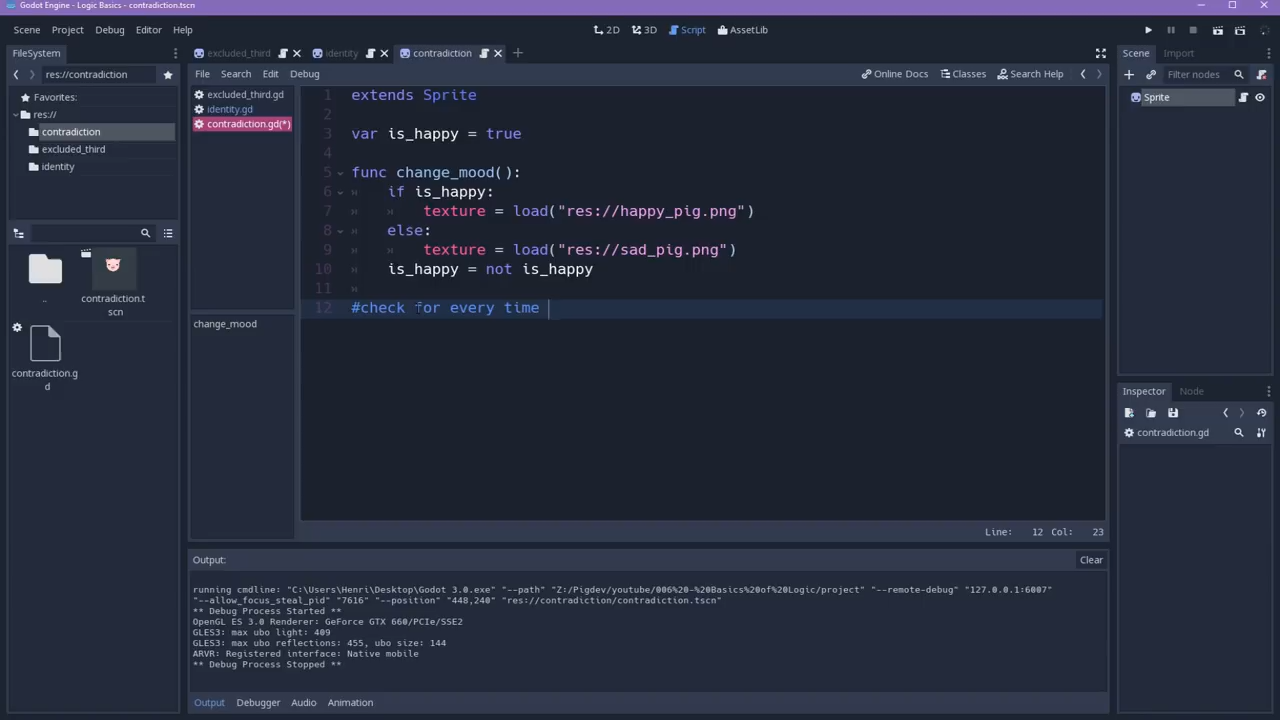 Godot Engine - Logic Basics - contradiction.tscn
Scene Project Debug Editor Help
2D 3D Script AssetLib
FileSystem
res://contradiction
Favorites:
res://
contradiction
excluded_third
identity
..
contradiction.t
scn
contradiction.g
d
excluded_third identity contradiction
File Search Edit Debug
Online Docs Classes Search Help
excluded_third.gd
identity.gd
contradiction.gd(*)
change_mood
1 extends Sprite
2
3 var is_happy = true
4
5 func change_mood():
6 if is_happy:
7 texture = load("res://happy_pig.png")
8 else:
9 texture = load("res://sad_pig.png")
10 is_happy = not is_happy
11
12 #check for every time
Line: 12 Col: 23
Output:
Clear
running cmdline: "C:\Users\Henri\Desktop\Godot 3.0.exe" "--path" "Z:/Pigdev/youtube/006%20-%20Basics%20of%20Logic/project" "--remote-debug" "127.0.0.1:6007"
"--allow_focus_steal_pid" "7616" "--position" "448,240" "res://contradiction/contradiction.tscn"
** Debug Process Started **
OpenGL ES 3.0 Renderer: GeForce GTX 660/PCIe/SSE2
GLES3: max ubo light: 409
GLES3: max ubo reflections: 455, ubo size: 144
ARVR: Registered interface: Native mobile
** Debug Process Stopped **
Output Debugger Audio Animation
Scene Import
Filter nodes
Sprite
Inspector Node
contradiction.gd